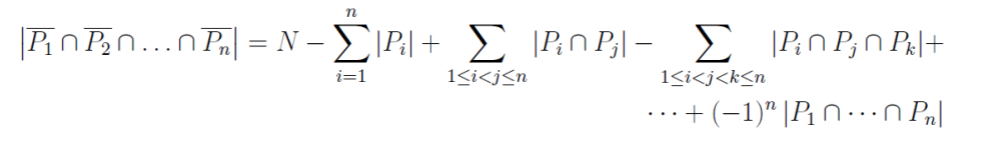 |P̅₁ ∩ P̅₂ ∩ … ∩ P̅ₙ| = N − ∑_{i=1}^{n} |Pᵢ| + ∑_{1≤i<j≤n} |Pᵢ ∩ Pⱼ| − ∑_{1≤i<j<k≤n} |Pᵢ ∩ Pⱼ ∩ Pₖ| +
⋯ + (−1)ⁿ |P₁ ∩ ⋯ ∩ Pₙ|